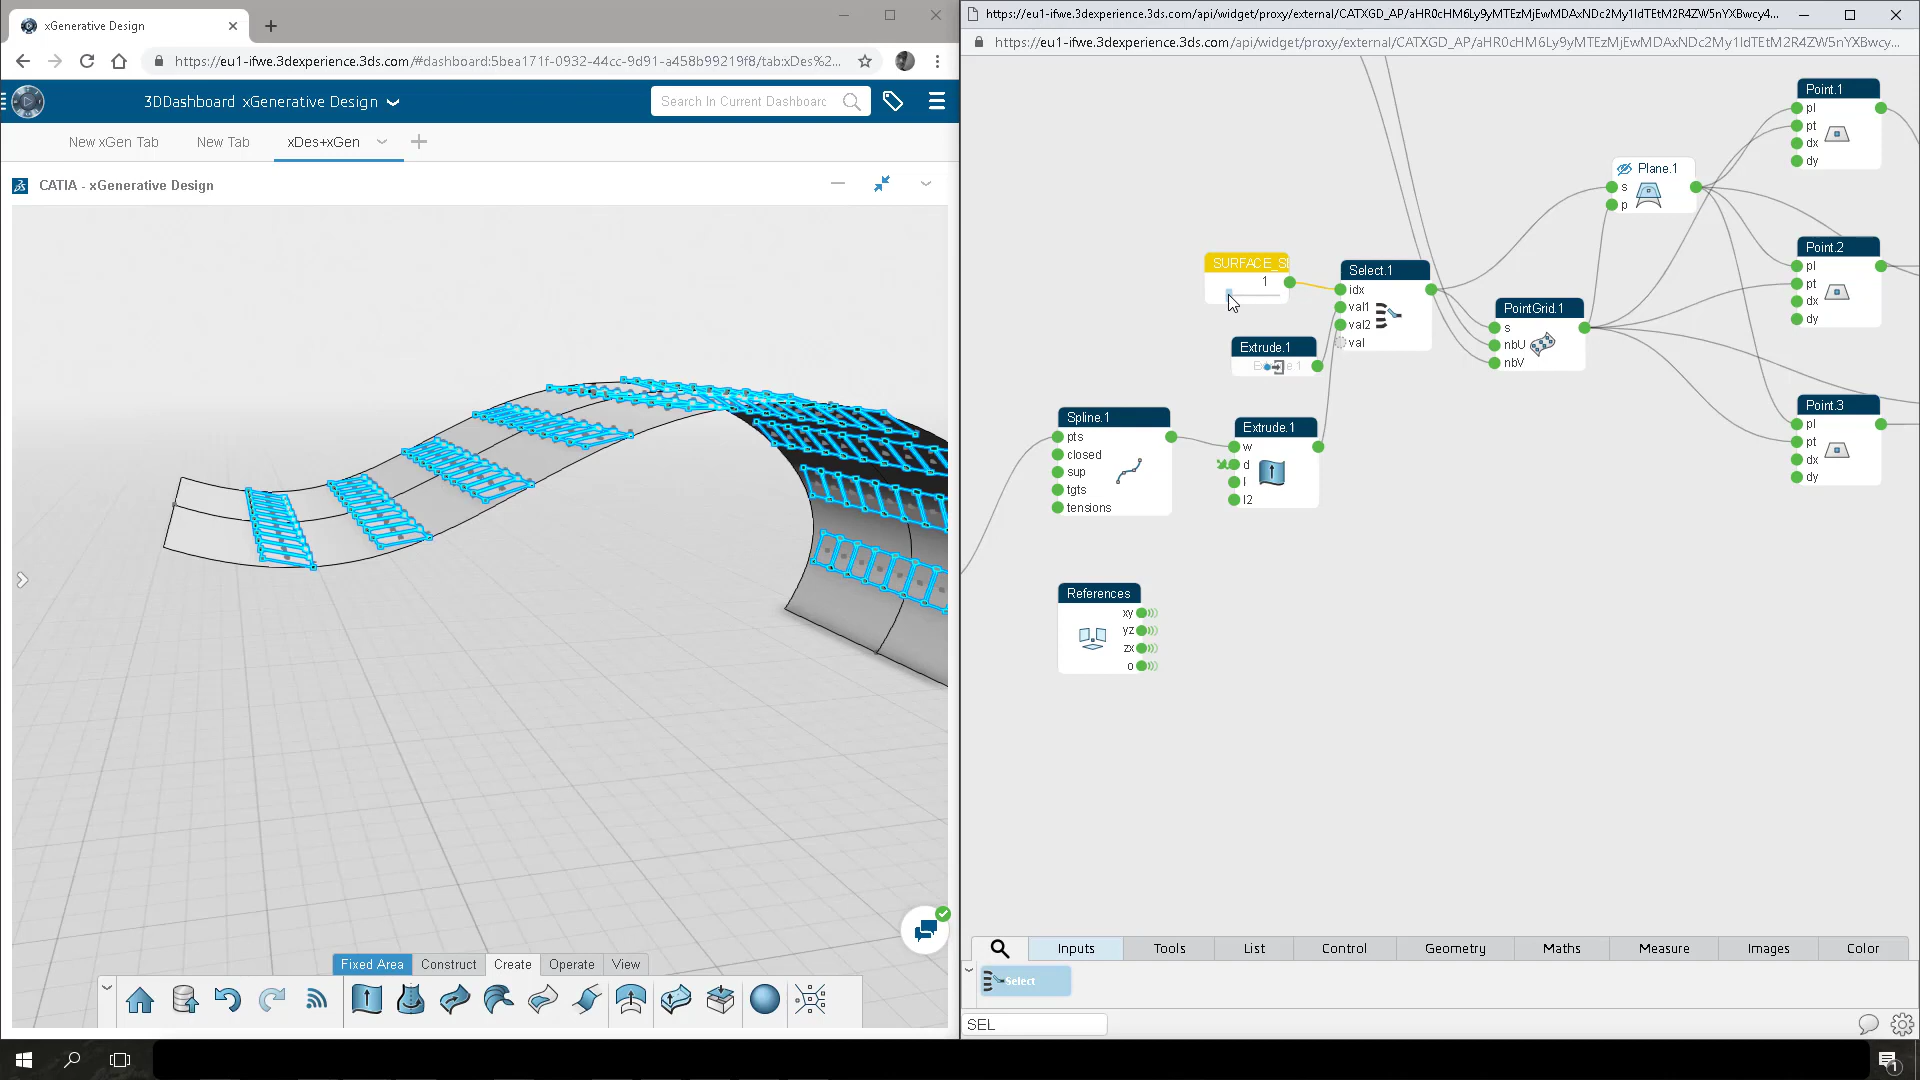 xGenerative Design
https://eu1-ifwe.3dexperience.3ds.com/#dashboard:5bea171f-0932-44cc-9d91-a458b99219f8/tab:xDes%2...
3DDashboard xGenerative Design
Search In Current Dashboard
New xGen Tab
New Tab
xDes+xGen
CATIA - xGenerative Design
Fixed Area
Construct
Create
Operate
View
https://eu1-ifwe.3dexperience.3ds.com/api/widget/proxy/external/CATXGD_AP/aHR0cHM6Ly9yMTEzMjEwMDAxNDc2My1ldTEtM2R4ZW5nYXBwcy4...
https://eu1-ifwe.3dexperience.3ds.com/api/widget/proxy/external/CATXGD_AP/aHR0cHM6Ly9yMTEzMjEwMDAxNDc2My1ldTEtM2R4ZW5nYXBwcy...
Point.1
pl
pt
dx
dy
Plane.1
s
p
Point.2
pl
pt
dx
dy
SURFACE_SE
1
Select.1
idx
val1
val2
val
PointGrid.1
s
nbU
nbV
Extrude.1
Point.3
pl
pt
dx
dy
Spline.1
pts
closed
sup
tgts
tensions
Extrude.1
w
d
l
l2
References
xy
yz
zx
o
Inputs
Tools
List
Control
Geometry
Maths
Measure
Images
Color
Select
SEL
1